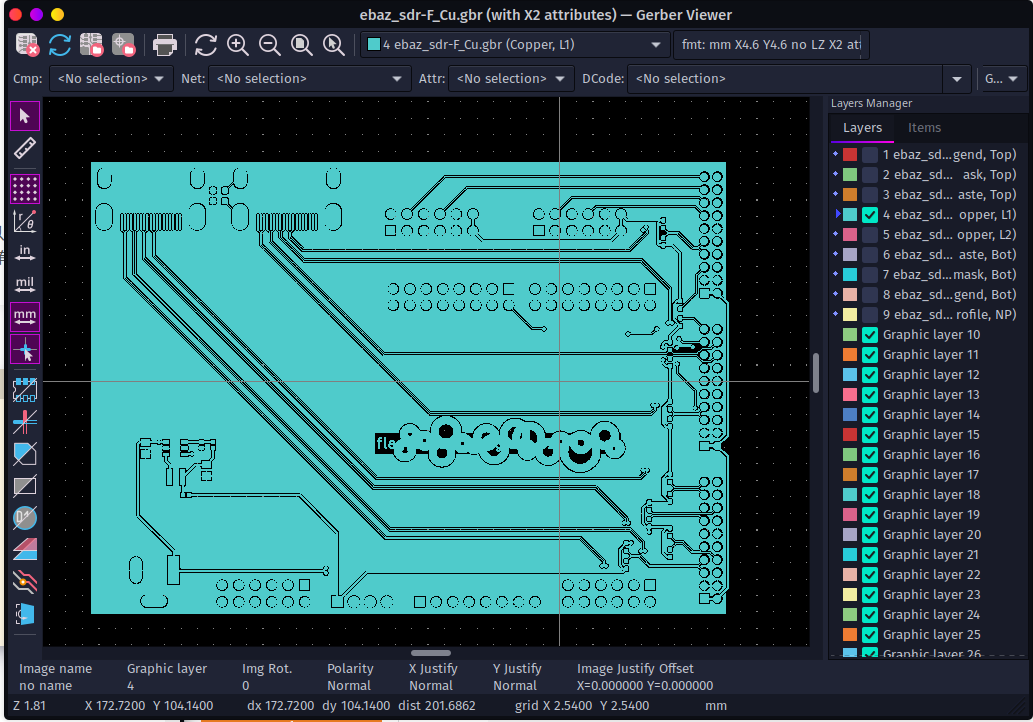 ebaz_sdr-F_Cu.gbr (with X2 attributes) — Gerber Viewer
4 ebaz_sdr-F_Cu.gbr (Copper, L1)
fmt: mm X4.6 Y4.6 no LZ X2 att
Cmp: <No selection> Net: <No selection> Attr: <No selection> DCode: <No selection> G...
Layers Manager
Layers Items
1 ebaz_sd...gend, Top)
2 ebaz_sd... ask, Top)
3 ebaz_sd...aste, Top)
4 ebaz_sd... opper, L1)
5 ebaz_sd...opper, L2)
6 ebaz_sd... aste, Bot)
7 ebaz_sd...mask, Bot)
8 ebaz_sd...gend, Bot)
9 ebaz_sd...rofile, NP)
Graphic layer 10
Graphic layer 11
Graphic layer 12
Graphic layer 13
Graphic layer 14
Graphic layer 15
Graphic layer 16
Graphic layer 17
Graphic layer 18
Graphic layer 19
Graphic layer 20
Graphic layer 21
Graphic layer 22
Graphic layer 23
Graphic layer 24
Graphic layer 25
Graphic layer 26
r/θ
in
mil
mm
fle
Image name Graphic layer Img Rot. Polarity X Justify Y Justify Image Justify Offset
no name 4 0 Normal Normal Normal X=0.000000 Y=0.000000
Z 1.81 X 172.7200 Y 104.1400 dx 172.7200 dy 104.1400 dist 201.6862 grid X 2.5400 Y 2.5400 mm